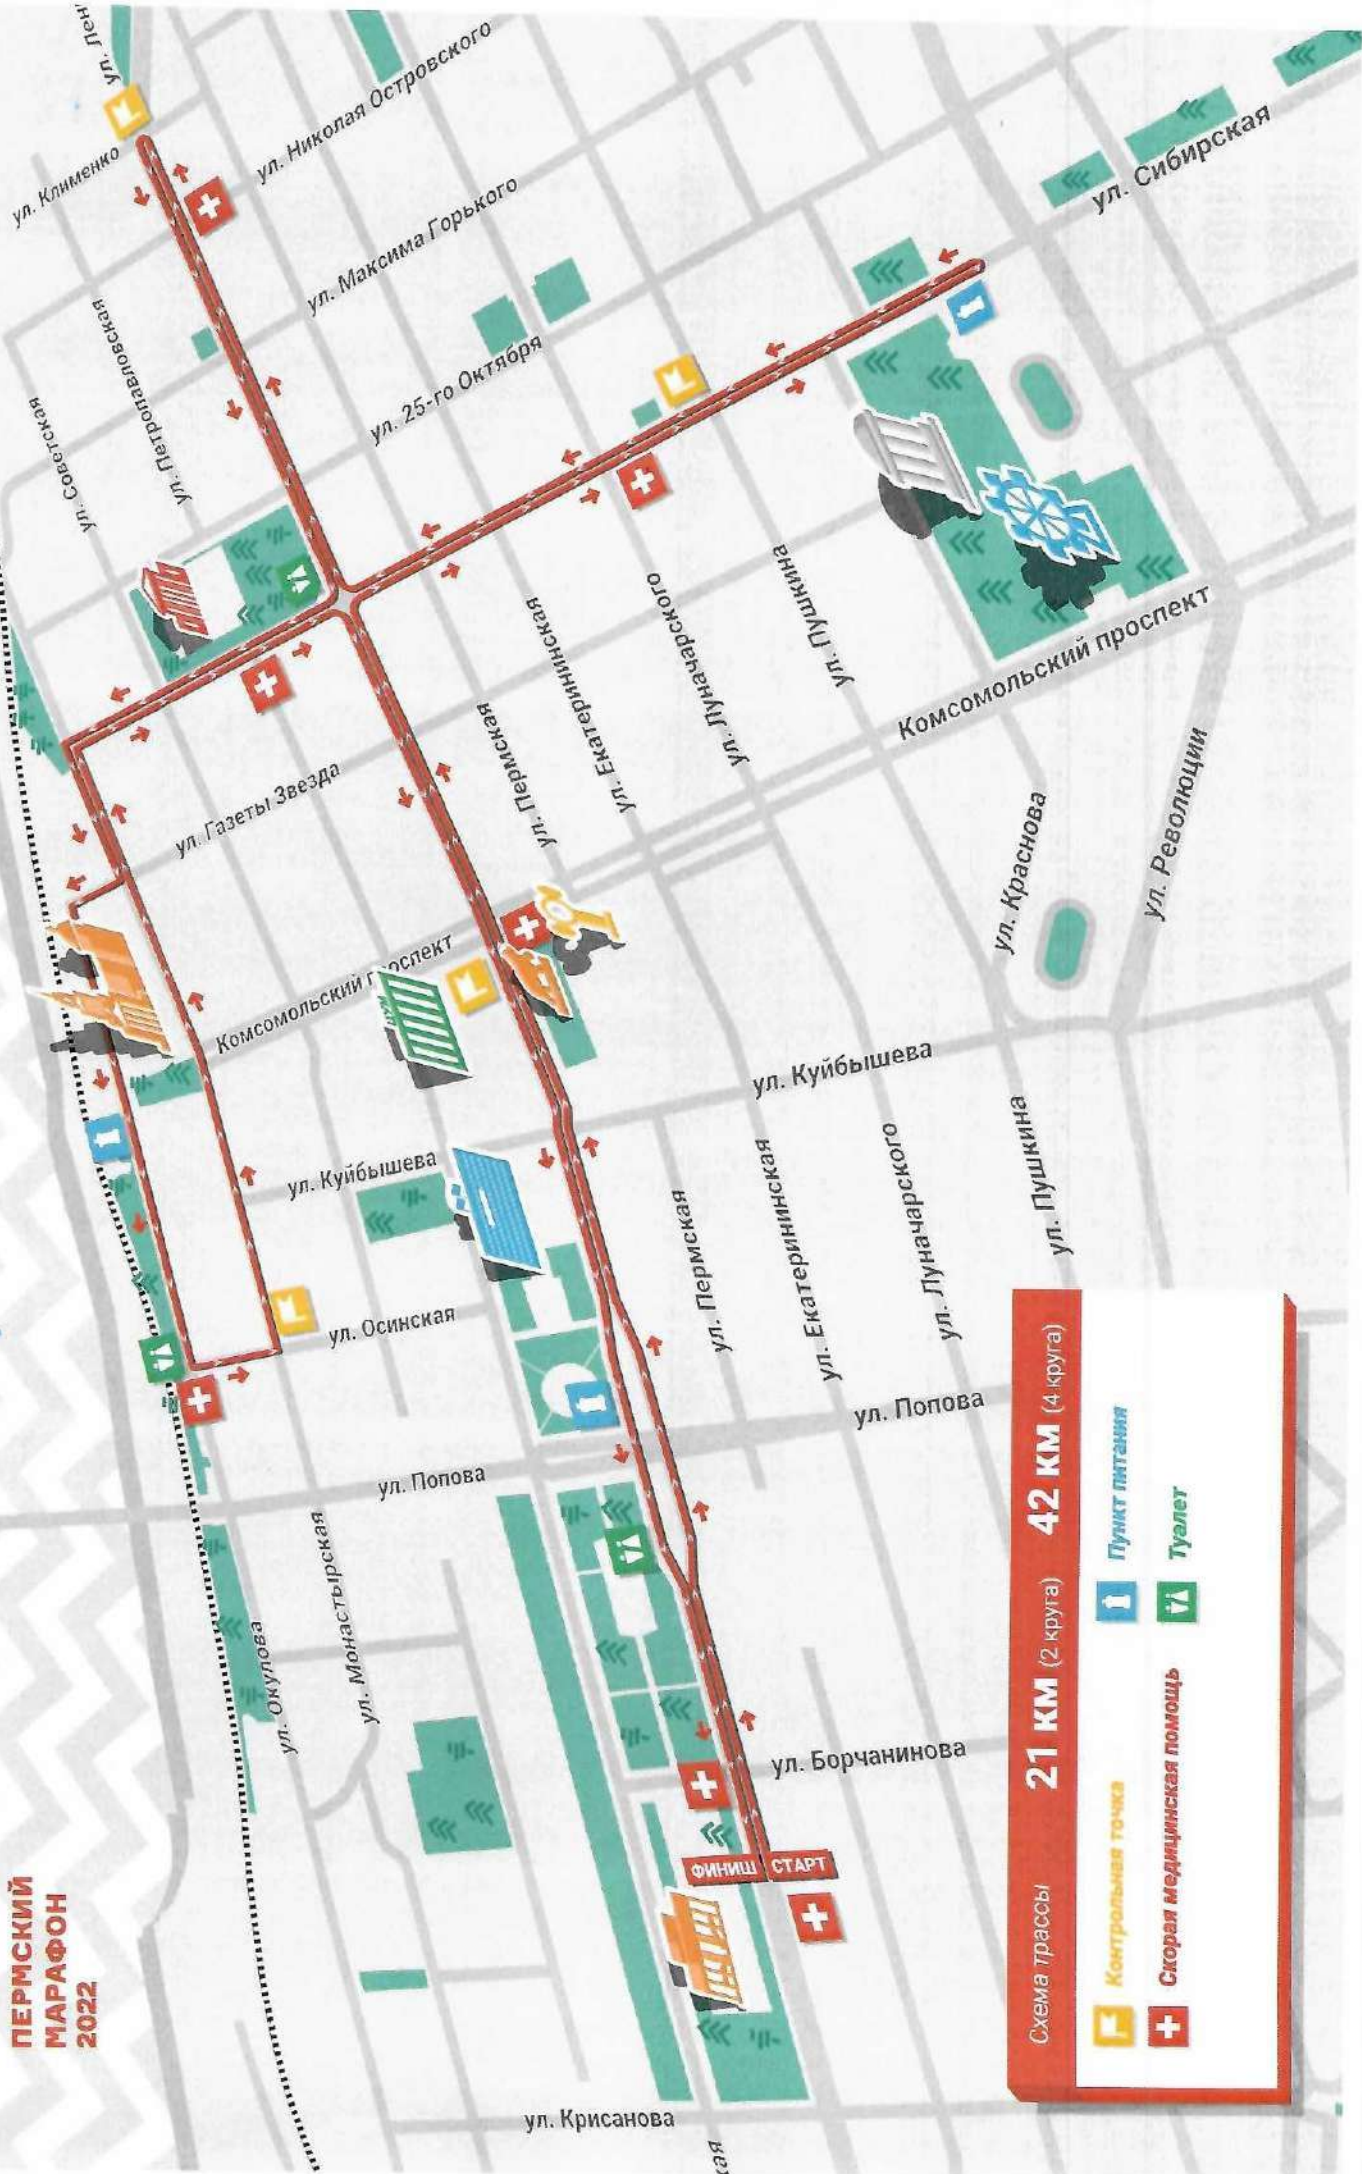 ПЕРМСКИЙ
МАРАФОН
2022
ул. Клименко
ул. Николая Островского
ул. Максима Горького
ул. 25-го Октября
ул. Сибирская
ул. Советская
ул. Петропавловская
ул. Газеты Звезда
ул. Пермская
ул. Екатерининская
ул. Луначарского
ул. Пушкина
Комсомольский проспект
Комсомольский проспект
ул. Краснова
ул. Революции
ул. Куйбышева
ул. Куйбышева
ул. Осинская
ул. Пермская
ул. Екатерининская
ул. Луначарского
ул. Пушкина
ул. Попова
ул. Попова
ул. Окулова
ул. Монастырская
ул. Борчанинова
ФИНИШ
СТАРТ
ул. Крисанова
Схема трассы 21 КМ (2 круга) 42 КМ (4 круга)
Контрольная точка
Пункт питания
Скорая медицинская помощь
Туалет